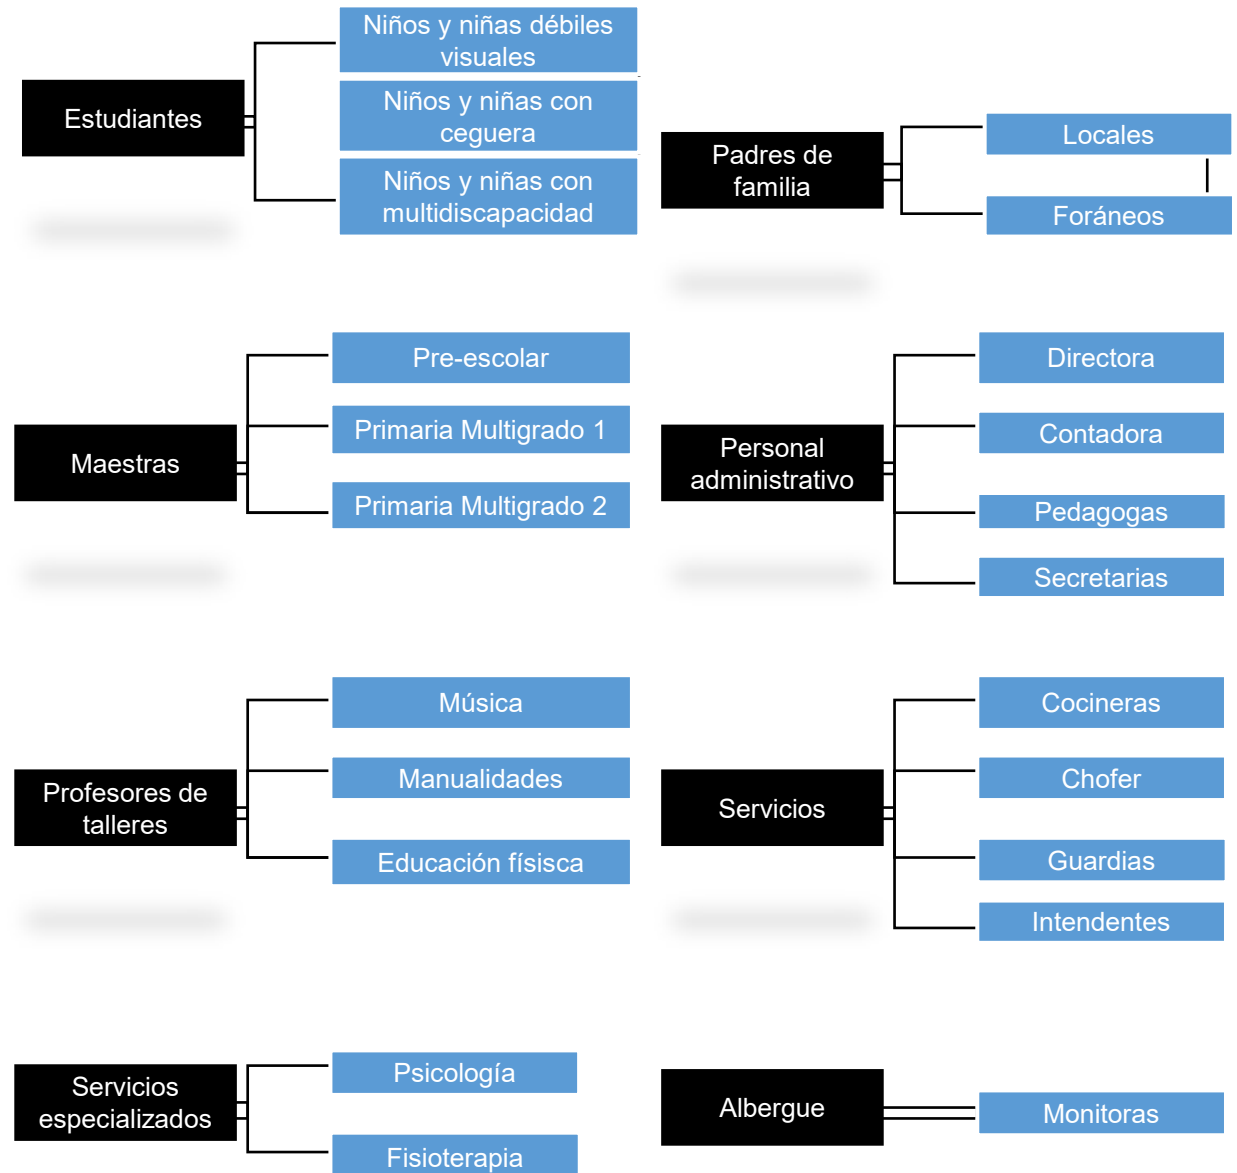 Estudiantes
Niños y niñas débiles
visuales
Niños y niñas con
ceguera
Niños y niñas con
multidiscapacidad
Padres de
familia
Locales
Foráneos
Maestras
Pre-escolar
Primaria Multigrado 1
Primaria Multigrado 2
Personal
administrativo
Directora
Contadora
Pedagogas
Secretarias
Profesores de
talleres
Música
Manualidades
Educación físisca
Servicios
Cocineras
Chofer
Guardias
Intendentes
Servicios
especializados
Psicología
Fisioterapia
Albergue
Monitoras